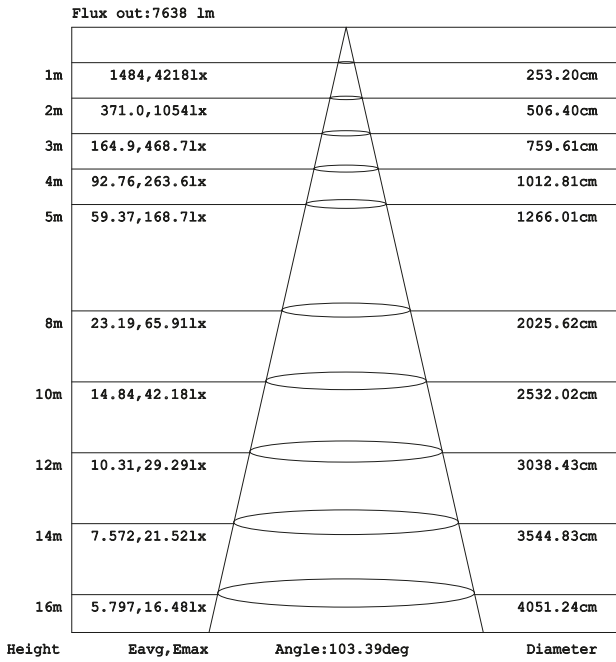 Flux out:7638 lm
1m 1484,4218lx 253.20cm
2m 371.0,1054lx 506.40cm
3m 164.9,468.7lx 759.61cm
4m 92.76,263.6lx 1012.81cm
5m 59.37,168.7lx 1266.01cm
8m 23.19,65.91lx 2025.62cm
10m 14.84,42.18lx 2532.02cm
12m 10.31,29.29lx 3038.43cm
14m 7.572,21.52lx 3544.83cm
16m 5.797,16.48lx 4051.24cm
Height Eavg,Emax Angle:103.39deg Diameter